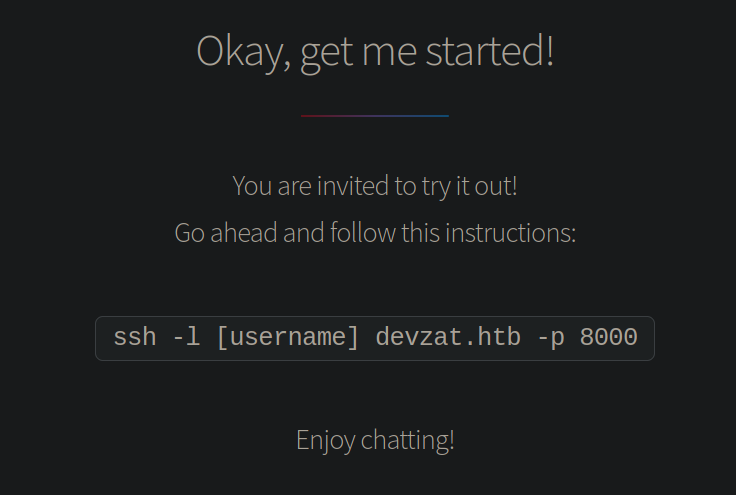 Okay, get me started!
You are invited to try it out!
Go ahead and follow this instructions:
ssh -l [username] devzat.htb -p 8000
Enjoy chatting!